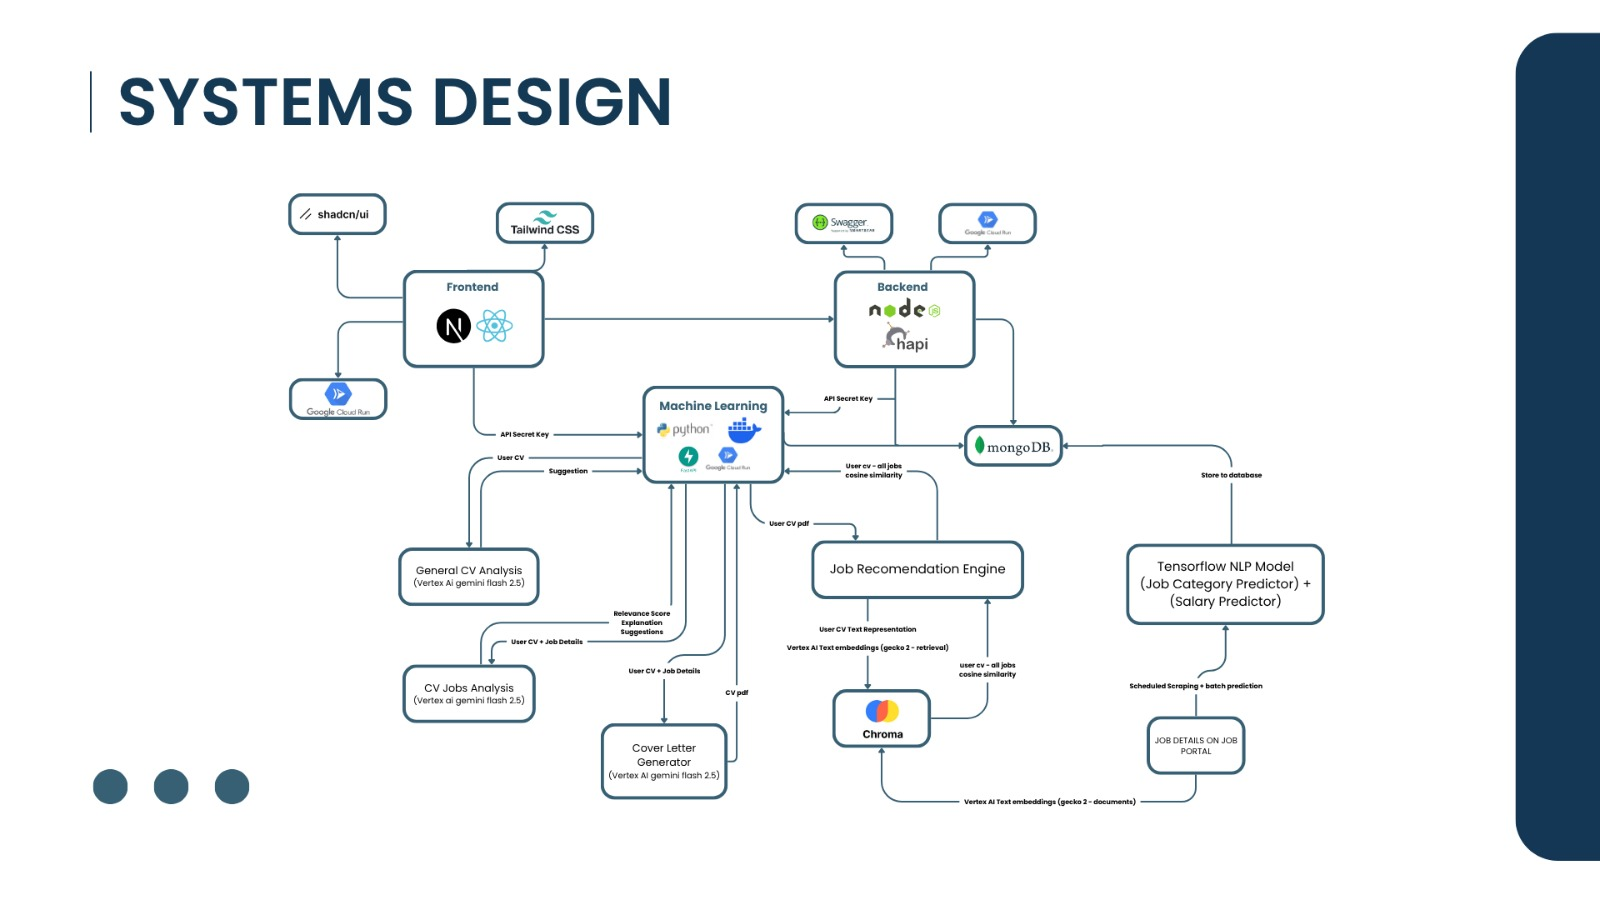 SYSTEMS DESIGN
shadcn/ui
Tailwind CSS
Swagger
Google Cloud Run
Frontend
N
Backend
node
JS
hapi
Google Cloud Run
Machine Learning
python
Fast API
Google Cloud Run
API Secret Key
API Secret Key
mongoDB.
User CV
Suggestion
User cv - all jobs
cosine similarity
Store to database
User CV pdf
General CV Analysis
(Vertex Ai gemini flash 2.5)
Job Recomendation Engine
Tensorflow NLP Model
(Job Category Predictor) +
(Salary Predictor)
Relevance Score
Explanation
Suggestions
User CV + Job Details
User CV Text Representation
Vertex AI Text embeddings (gecko 2 - retrieval)
User CV + Job Details
CV pdf
user cv - all jobs
cosine similarity
Scheduled Scraping + batch prediction
CV Jobs Analysis
(Vertex ai gemini flash 2.5)
Chroma
Cover Letter
Generator
(Vertex AI gemini flash 2.5)
JOB DETAILS ON JOB
PORTAL
Vertex AI Text embeddings (gecko 2 - documents)